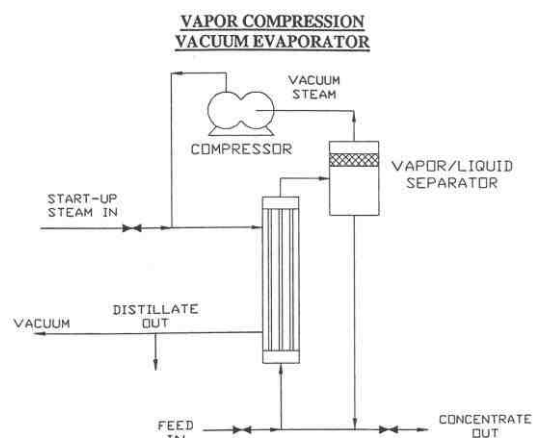 VAPOR COMPRESSION
VACUUM EVAPORATOR
VACUUM
STEAM
COMPRESSOR
VAPOR/LIQUID
SEPARATOR
START-UP
STEAM IN
DISTILLATE
OUT
VACUUM
FEED
IN
CONCENTRATE
OUT